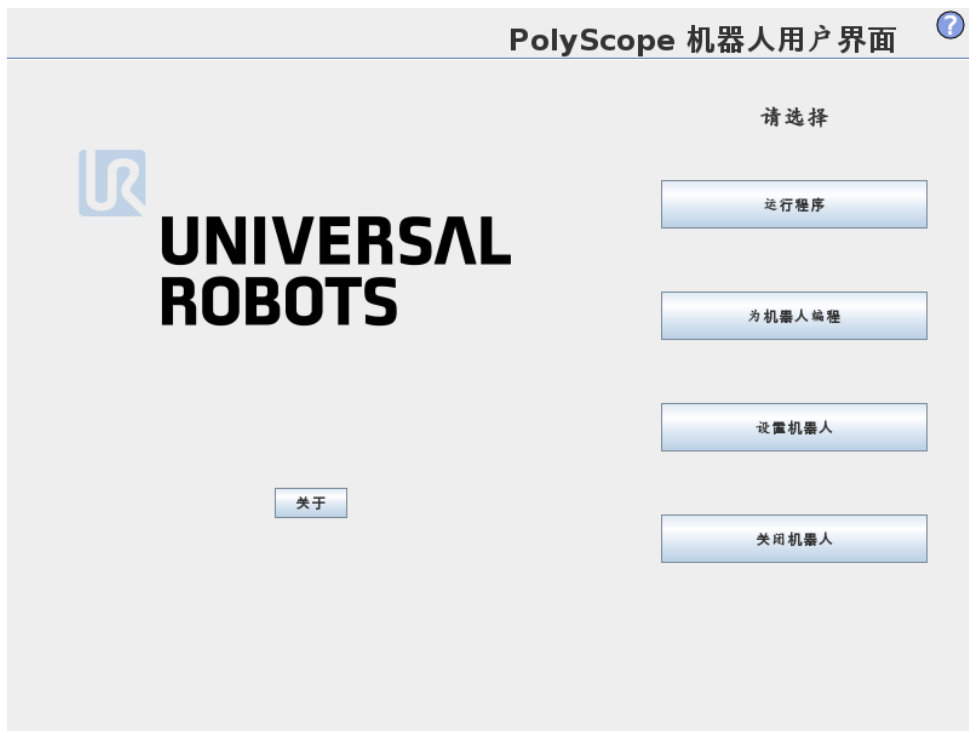 PolyScope 机器人用户界面
?
请选择
UR
UNIVERSAL
ROBOTS
运行程序
为机器人编程
设置机器人
关于
关闭机器人